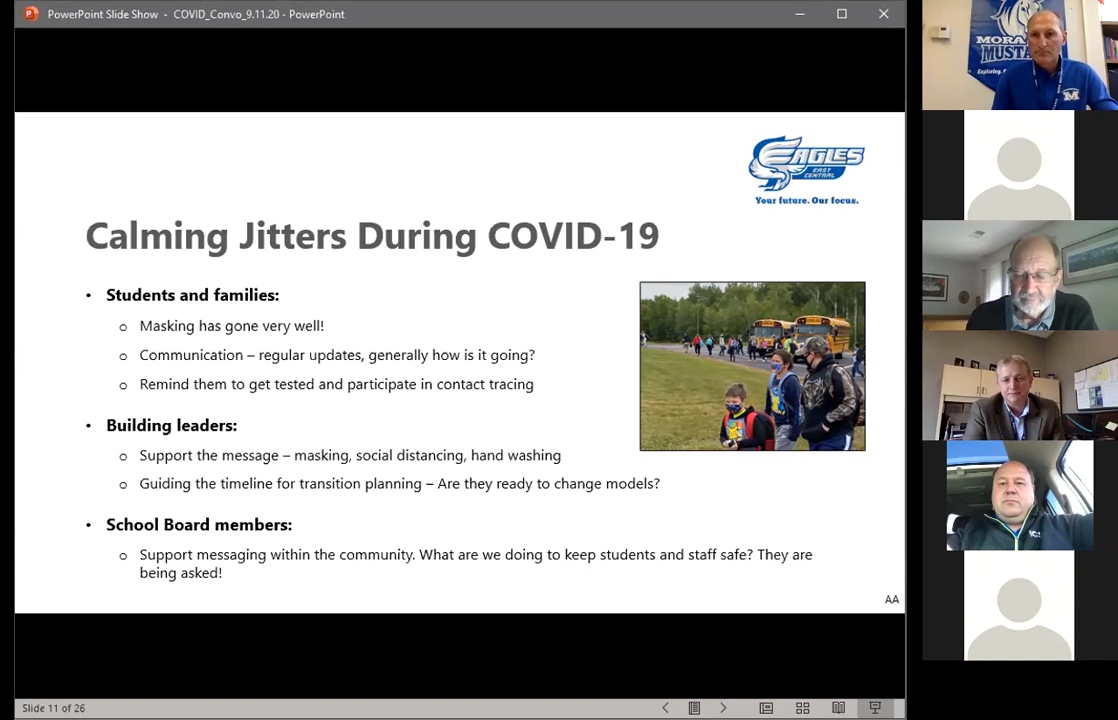 PowerPoint Slide Show - COVID_Convo_9.11.20 - PowerPoint
EAGLES
EAST CENTRAL
Your future. Our focus.
Calming Jitters During COVID-19
• Students and families:
o Masking has gone very well!
o Communication – regular updates, generally how is it going?
o Remind them to get tested and participate in contact tracing
• Building leaders:
o Support the message – masking, social distancing, hand washing
o Guiding the timeline for transition planning – Are they ready to change models?
• School Board members:
o Support messaging within the community. What are we doing to keep students and staff safe? They are
being asked!
AA
Slide 11 of 26
M